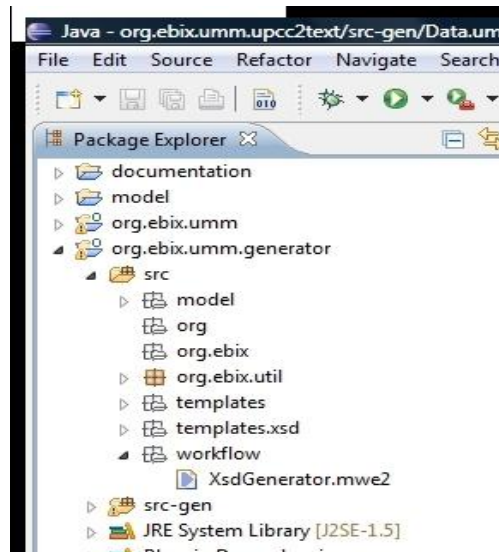 Java - org.ebix.umm.upcc2text/src-gen/Data.um
File Edit Source Refactor Navigate Search
010
Package Explorer
documentation
model
org.ebix.umm
org.ebix.umm.generator
src
model
org
org.ebix
org.ebix.util
templates
templates.xsd
workflow
XsdGenerator.mwe2
src-gen
JRE System Library [J2SE-1.5]